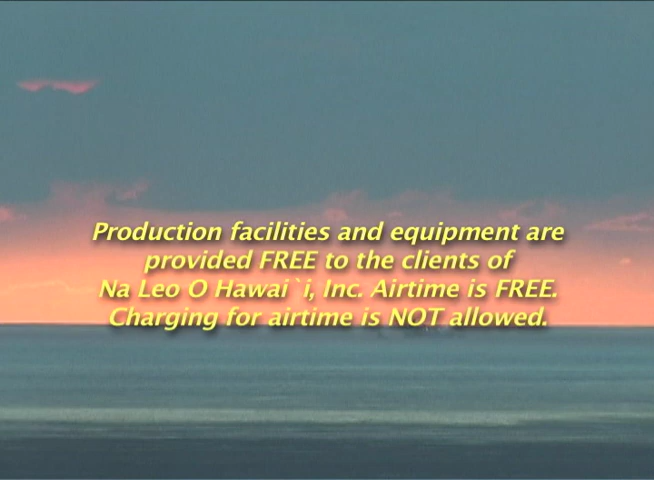 Production facilities and equipment are
provided FREE to the clients of
Na Leo O Hawai`i, Inc. Airtime is FREE.
Charging for airtime is NOT allowed.